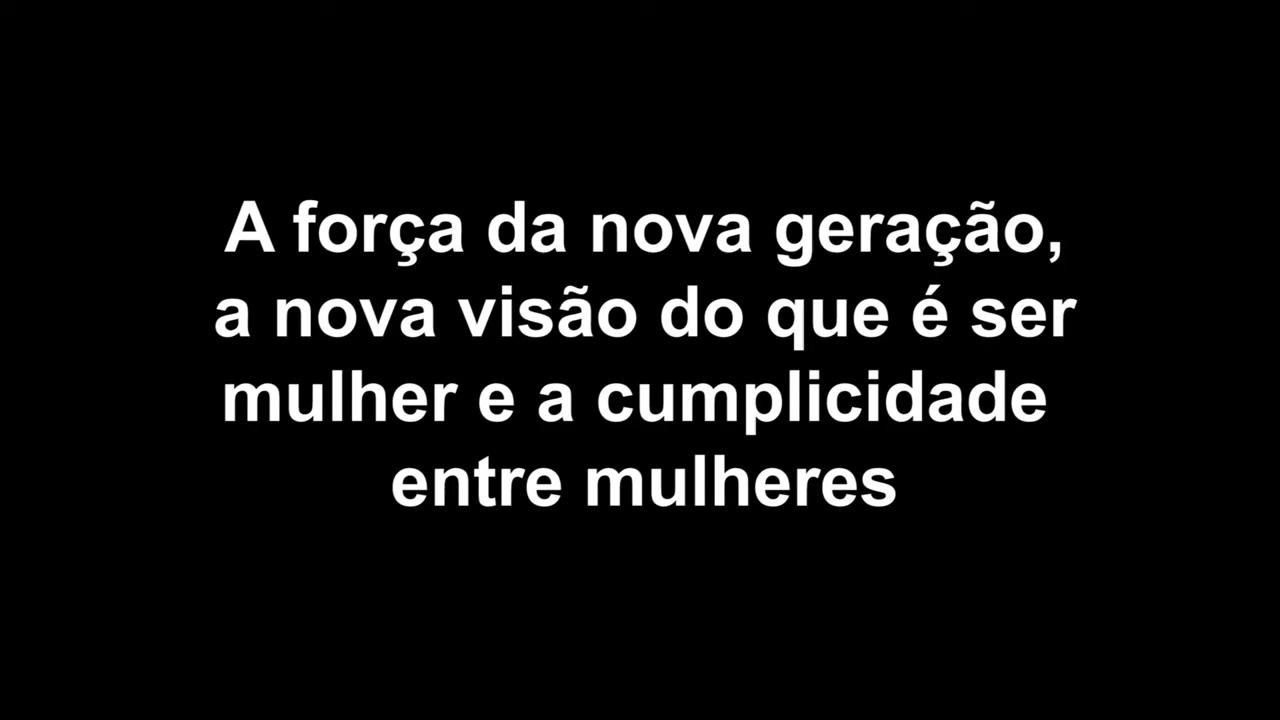 A força da nova geração,
a nova visão do que é ser
mulher e a cumplicidade
entre mulheres